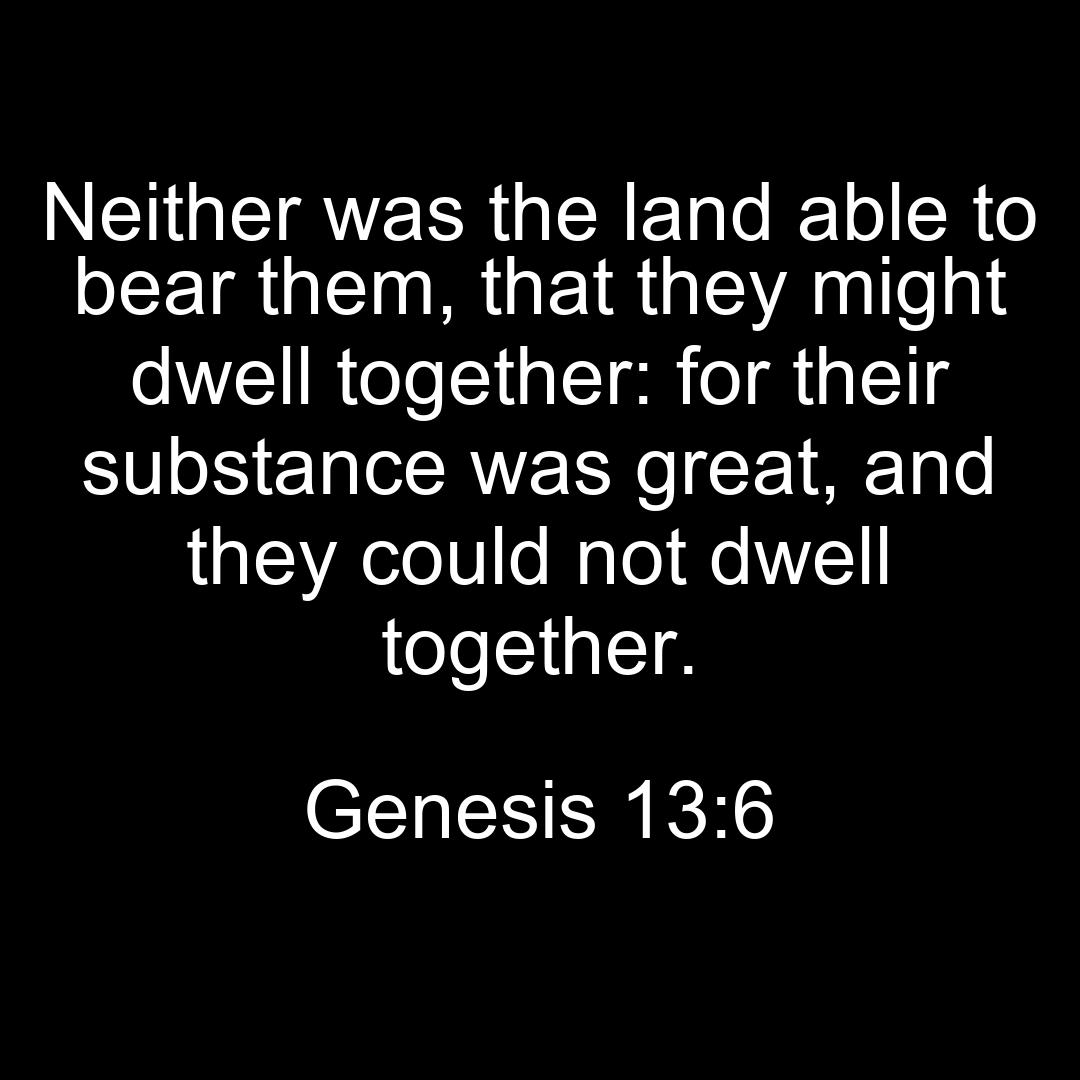 Neither was the land able to
bear them, that they might
dwell together: for their
substance was great, and
they could not dwell
together.
Genesis 13:6